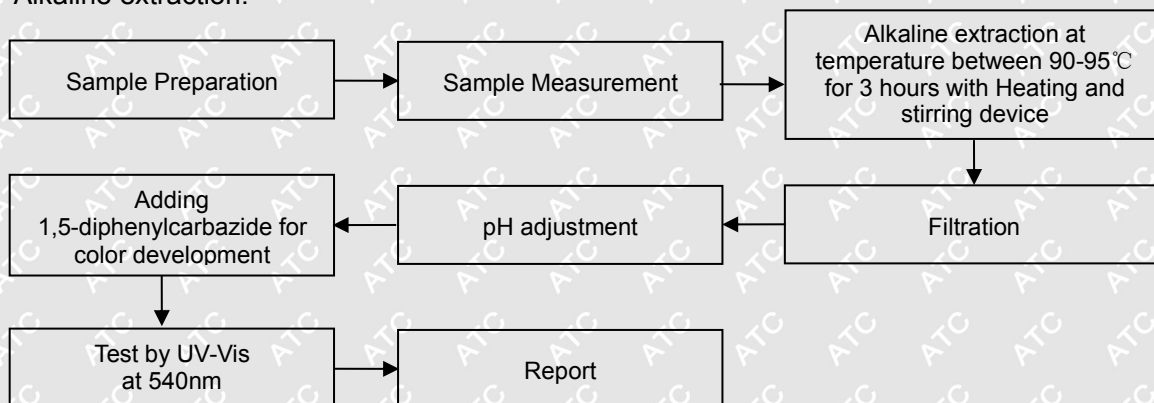 Alkaline extraction:
Sample Preparation
Sample Measurement
Alkaline extraction at
temperature between 90-95℃
for 3 hours with Heating and
stirring device
Filtration
pH adjustment
Adding
1,5-diphenylcarbazide for
color development
Test by UV-Vis
at 540nm
Report
ATC